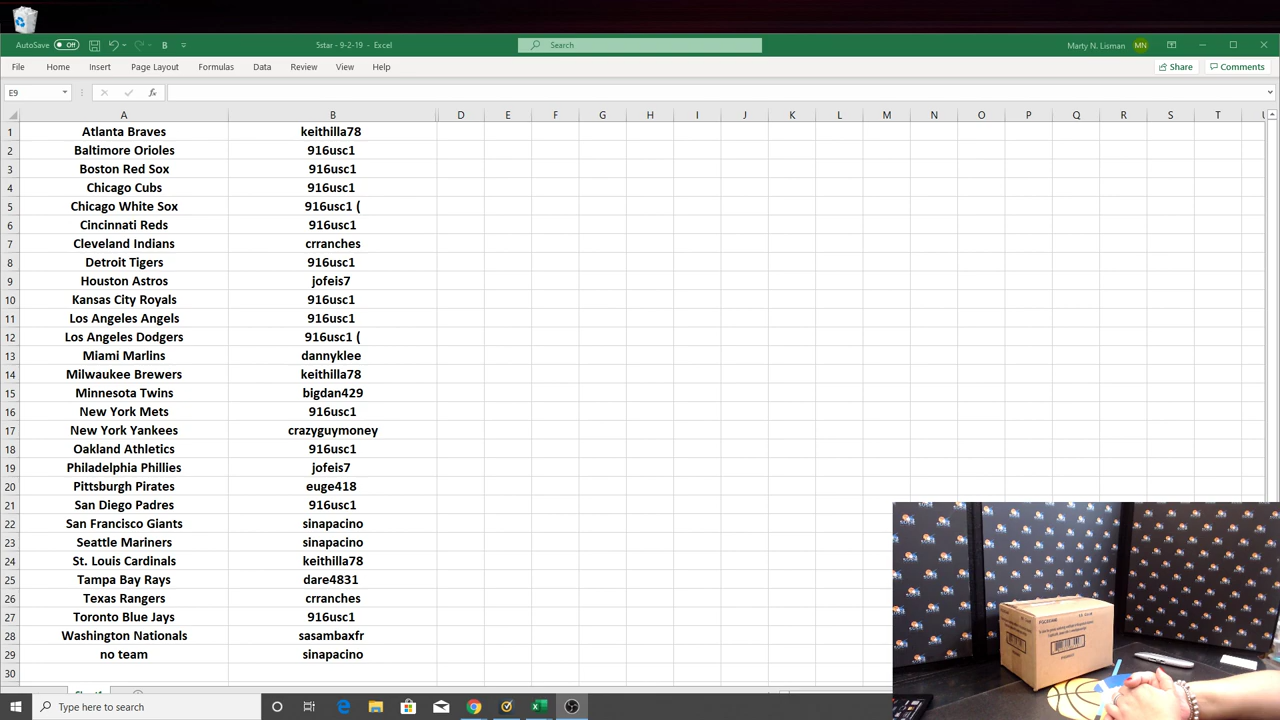 AutoSave Off
B
5star - 9-2-19 - Excel
Search
Marty N. Lisman MN
File Home Insert Page Layout Formulas Data Review View Help
Share Comments
E9
fx
A B D E F G H I J K L M N O P Q R S T
1 Atlanta Braves keithilla78
2 Baltimore Orioles 916usc1
3 Boston Red Sox 916usc1
4 Chicago Cubs 916usc1
5 Chicago White Sox 916usc1 (
6 Cincinnati Reds 916usc1
7 Cleveland Indians crranches
8 Detroit Tigers 916usc1
9 Houston Astros jofeis7
10 Kansas City Royals 916usc1
11 Los Angeles Angels 916usc1
12 Los Angeles Dodgers 916usc1 (
13 Miami Marlins dannyklee
14 Milwaukee Brewers keithilla78
15 Minnesota Twins bigdan429
16 New York Mets 916usc1
17 New York Yankees crazyguymoney
18 Oakland Athletics 916usc1
19 Philadelphia Phillies jofeis7
20 Pittsburgh Pirates euge418
21 San Diego Padres 916usc1
22 San Francisco Giants sinapacino
23 Seattle Mariners sinapacino
24 St. Louis Cardinals keithilla78
25 Tampa Bay Rays dare4831
26 Texas Rangers crranches
27 Toronto Blue Jays 916usc1
28 Washington Nationals sasambaxfr
29 no team sinapacino
30
Type here to search